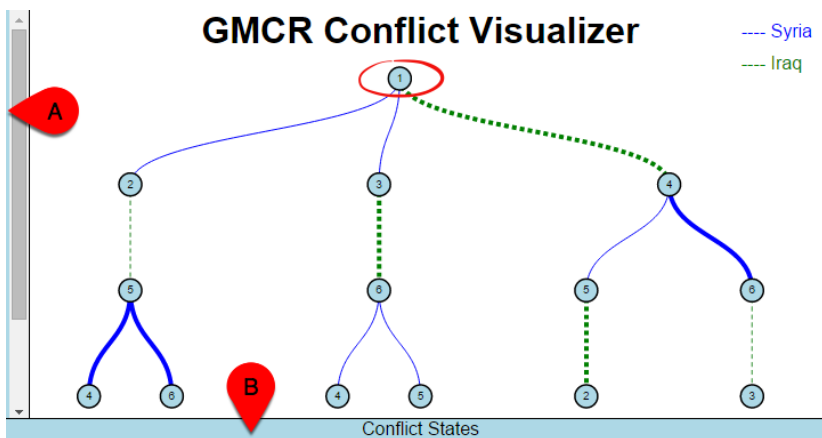 GMCR Conflict Visualizer
---- Syria
---- Iraq
1
A
2 3 4
5 6 5 6
4 6 4 5 2 3
B
Conflict States